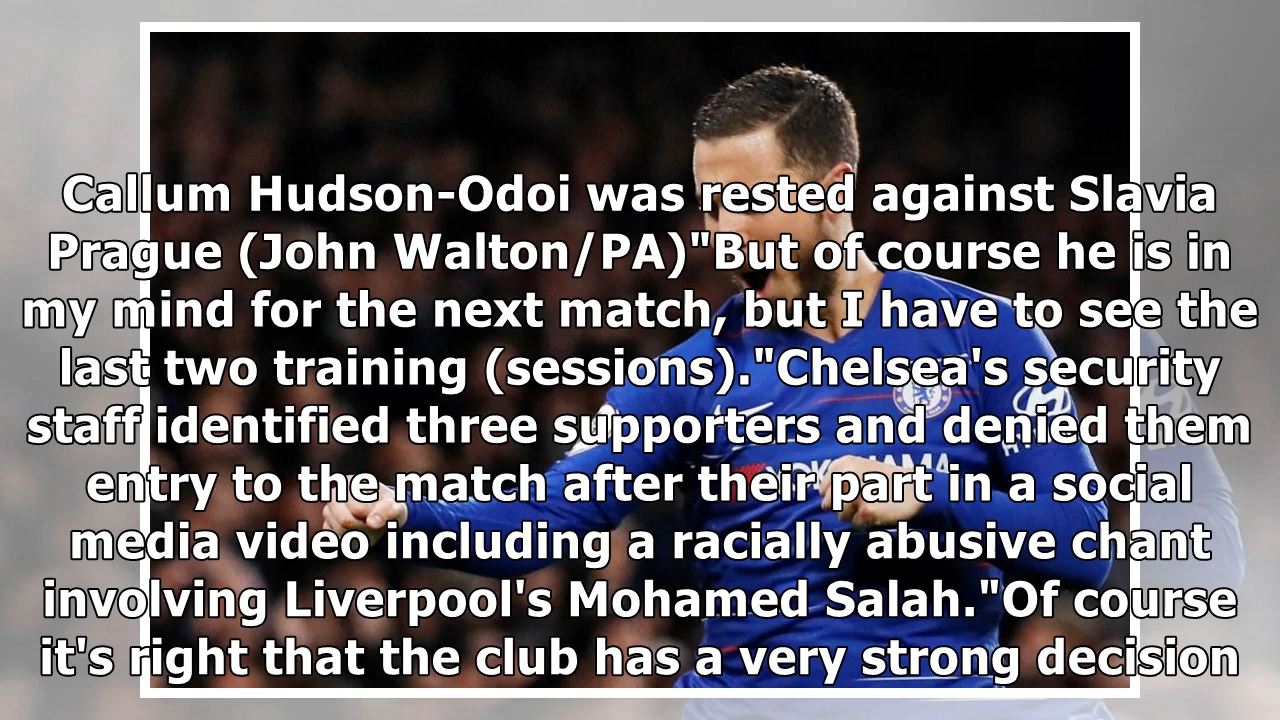 Callum Hudson-Odoi was rested against Slavia
Prague (John Walton/PA)"But of course he is in
my mind for the next match, but I have to see the
last two training (sessions)."Chelsea's security
staff identified three supporters and denied them
entry to the match after their part in a social
media video including a racially abusive chant
involving Liverpool's Mohamed Salah."Of course
it's right that the club has a very strong decision